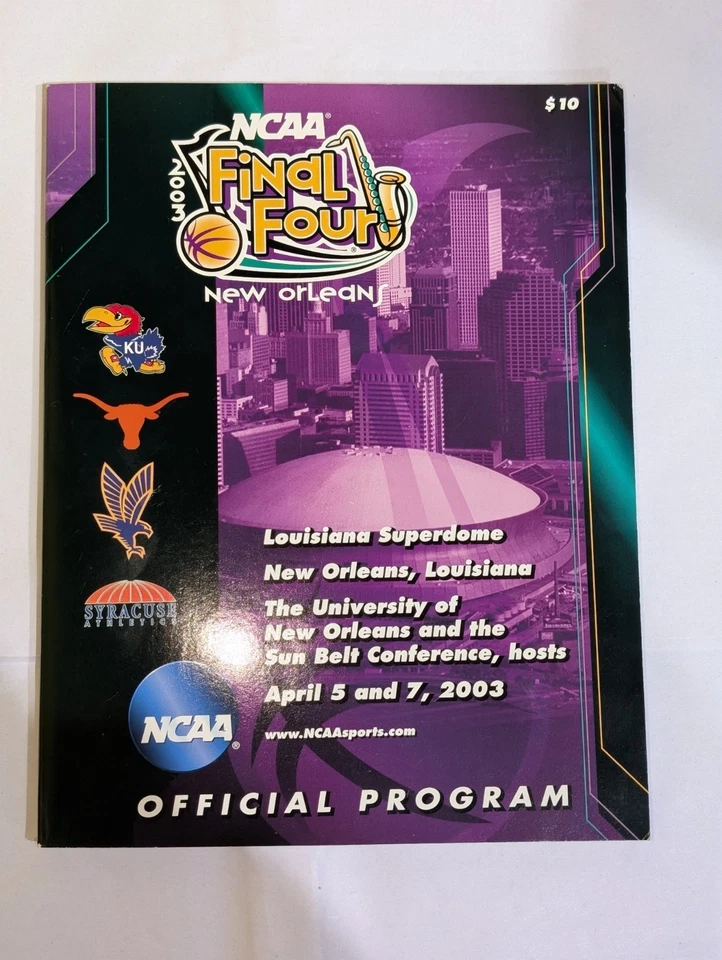 $10
NCAA®
2003
Final
Four®
New Orleans
KU
SYRACUSE
ATHLETICS
Louisiana Superdome
New Orleans, Louisiana
The University of
New Orleans and the
Sun Belt Conference, hosts
April 5 and 7, 2003
NCAA®
www.NCAAsports.com
OFFICIAL PROGRAM